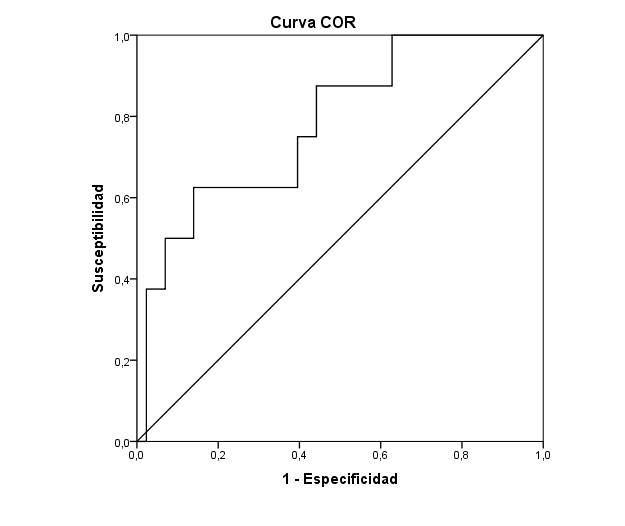 Curva COR
1,0
0,8
0,6
0,4
0,2
0,0
Susceptibilidad
0,0 0,2 0,4 0,6 0,8 1,0
1 - Especificidad